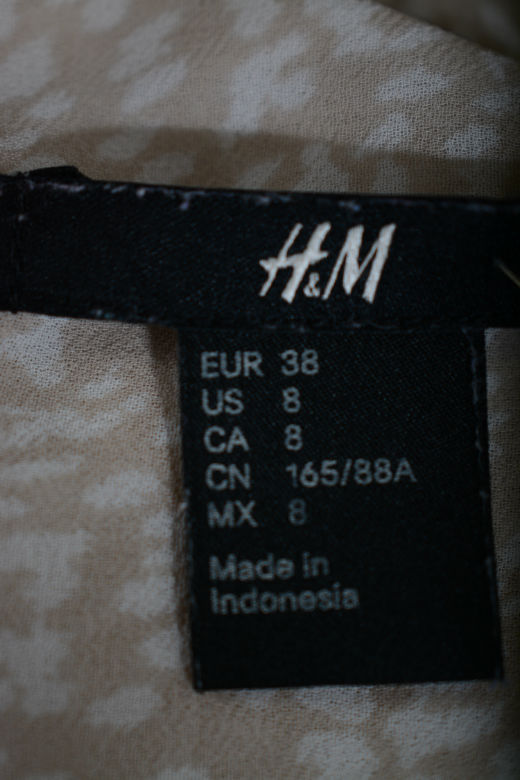 H&M
EUR 38
US 8
CA 8
CN 165/88A
MX 8
Made in
Indonesia